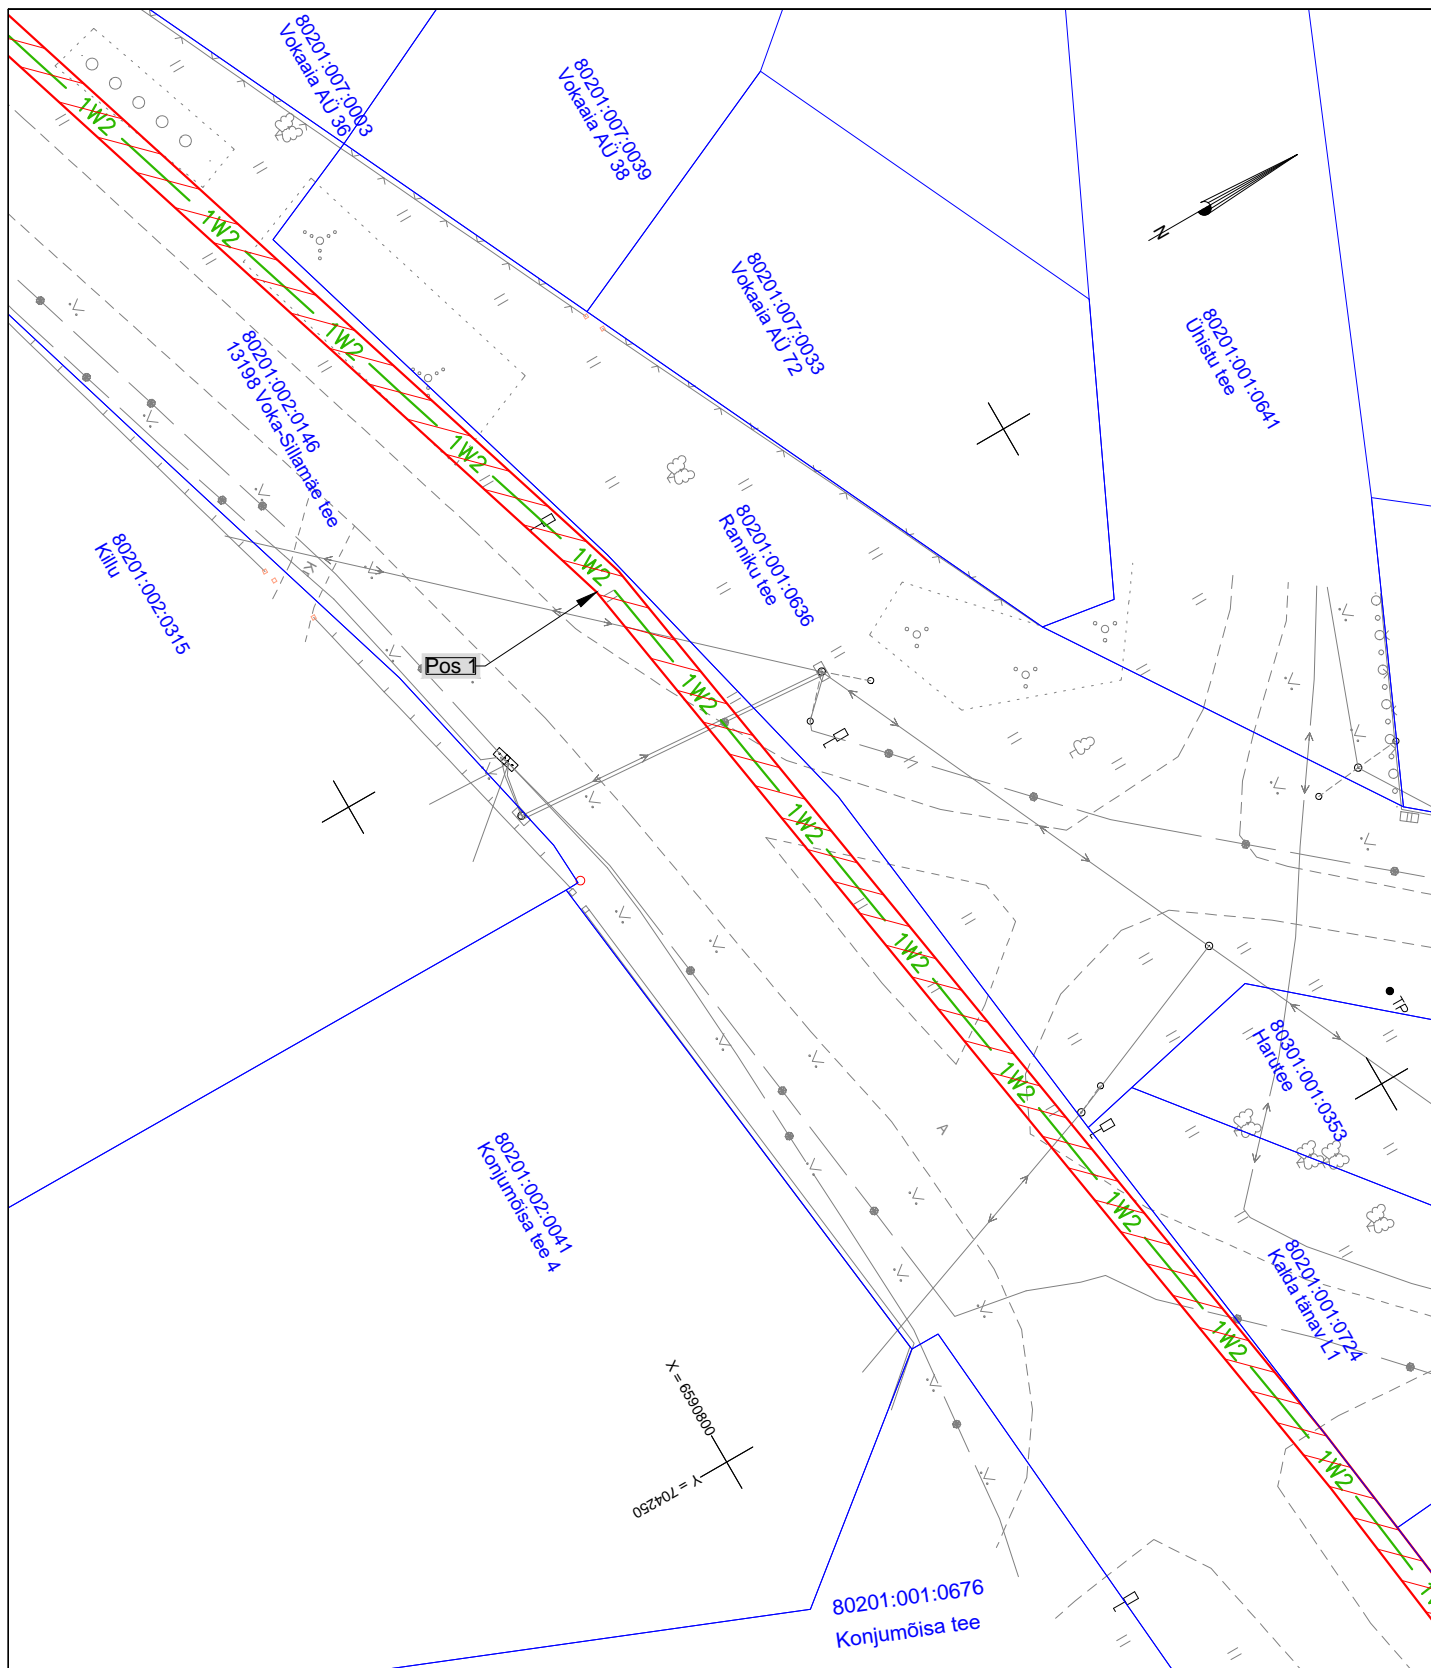 80201:007:0003
Vokaaia AÜ 36
80201:007:0039
Vokaaia AÜ 38
1W2
N
1W2
80201:007:0033
Vokaaia AÜ 72
80201:001:0641
Ühistu tee
80201:002:0146
13198 Voka-Sillamäe tee
1W2
1W2
80201:002:0315
Killu
80201:001:0636
Ranniku tee
K
1W2
Pos 1
1W2
1W2
1W2
TP
80301:001:0353
Harutee
1W2
A
80201:002:0041
Konjumõisa tee 4
1W2
80201:001:0724
Kalda tänav L1
1W2
X = 6590800
Y = 704250
1W2
80201:001:0676
Konjumõisa tee